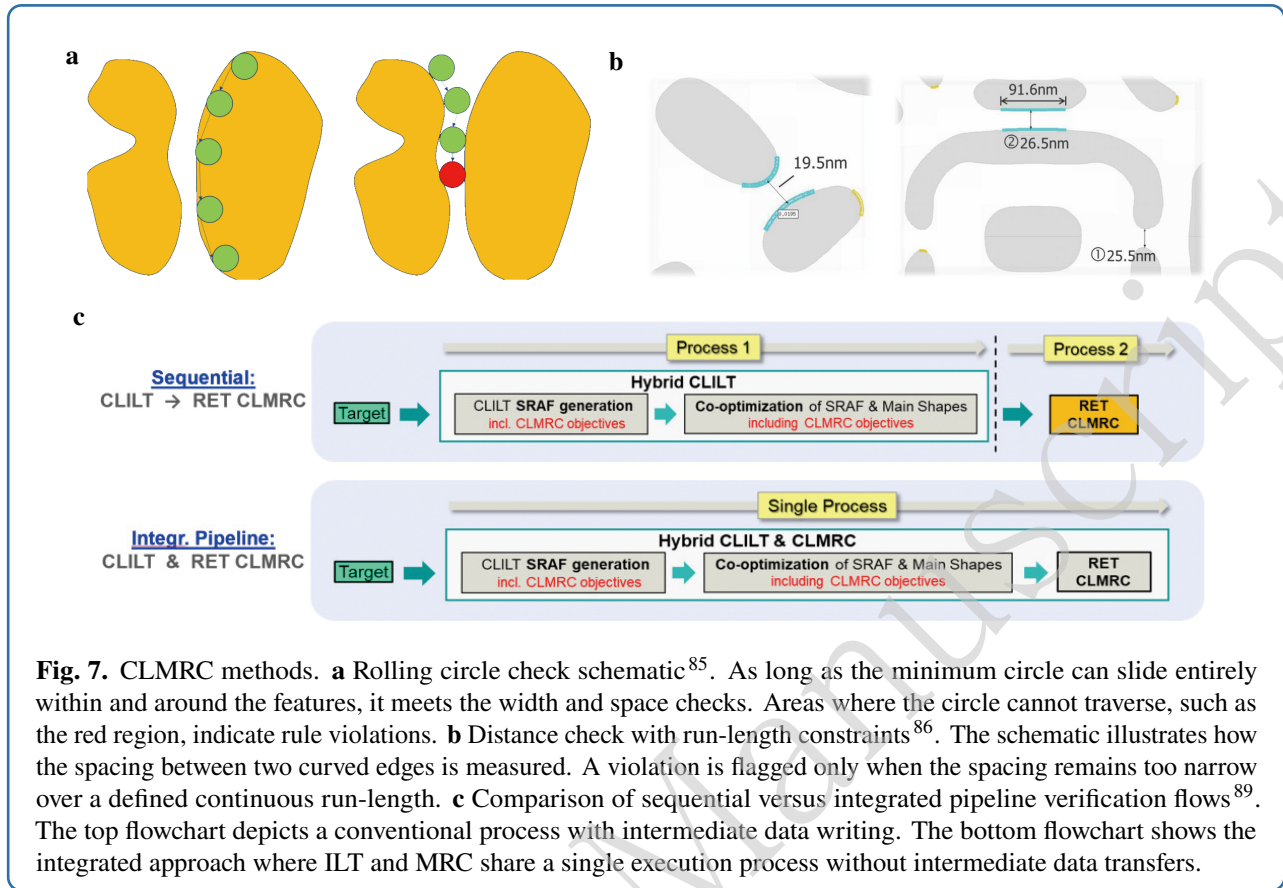 a
b
91.6nm
②26.5nm
19.5nm
①25.5nm
c
Process 1
Process 2
Sequential:
CLILT → RET CLMRC
Hybrid CLILT
Target
CLILT SRAF generation
incl. CLMRC objectives
Co-optimization of SRAF & Main Shapes
including CLMRC objectives
RET
CLMRC
Single Process
Integr. Pipeline:
CLILT & RET CLMRC
Hybrid CLILT & CLMRC
Target
CLILT SRAF generation
incl. CLMRC objectives
Co-optimization of SRAF & Main Shapes
including CLMRC objectives
RET
CLMRC
Fig. 7. CLMRC methods. a Rolling circle check schematic85. As long as the minimum circle can slide entirely
within and around the features, it meets the width and space checks. Areas where the circle cannot traverse, such as
the red region, indicate rule violations. b Distance check with run-length constraints86. The schematic illustrates how
the spacing between two curved edges is measured. A violation is flagged only when the spacing remains too narrow
over a defined continuous run-length. c Comparison of sequential versus integrated pipeline verification flows89.
The top flowchart depicts a conventional process with intermediate data writing. The bottom flowchart shows the
integrated approach where ILT and MRC share a single execution process without intermediate data transfers.
Manuscrip